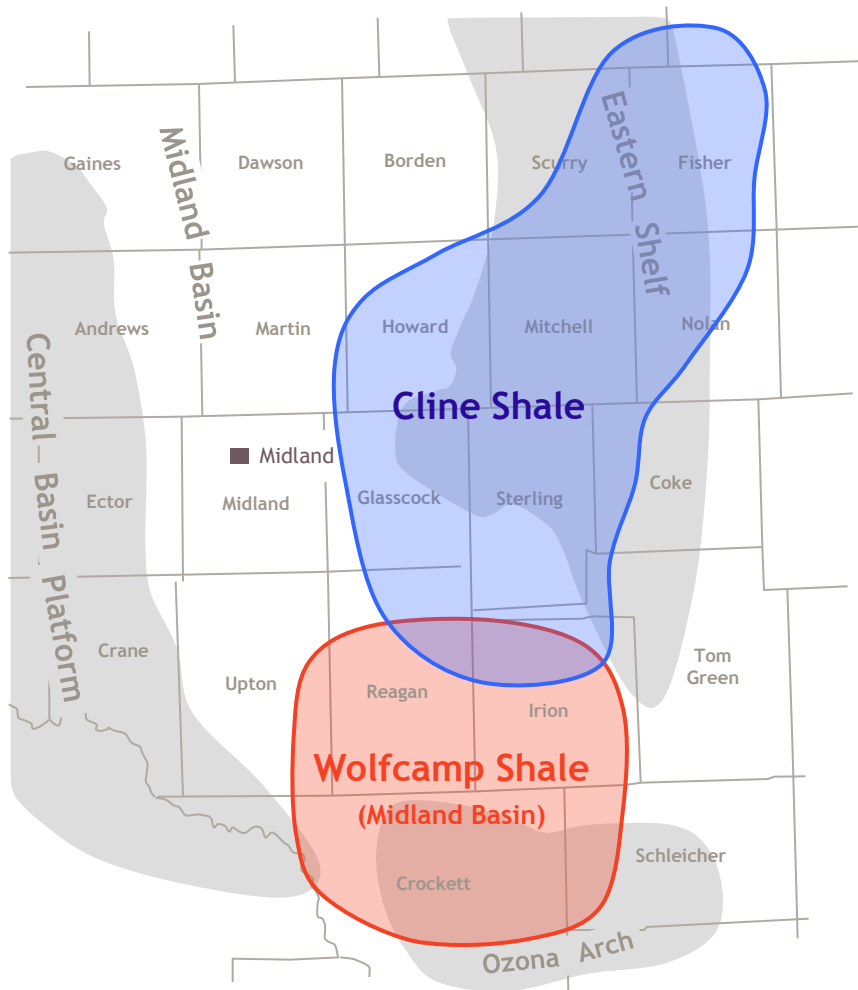 Gaines
Midland Basin
Dawson
Borden
Scurry
Eastern Shelf
Fisher
Andrews
Martin
Howard
Mitchell
Nolan
Central Basin Platform
Cline Shale
Midland
Ector
Midland
Glasscock
Sterling
Coke
Crane
Upton
Reagan
Irion
Tom
Green
Wolfcamp Shale
(Midland Basin)
Crockett
Schleicher
Ozona Arch